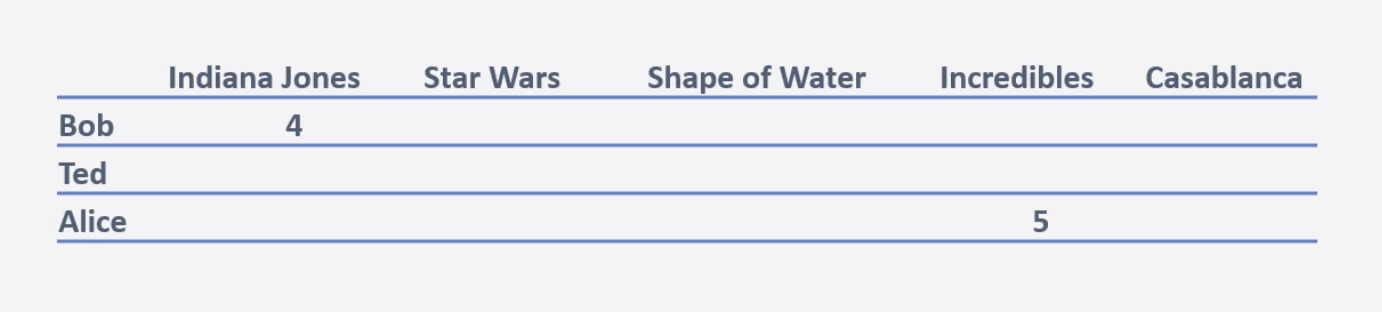 Indiana Jones Star Wars Shape of Water Incredibles Casablanca
Bob 4
Ted
Alice 5